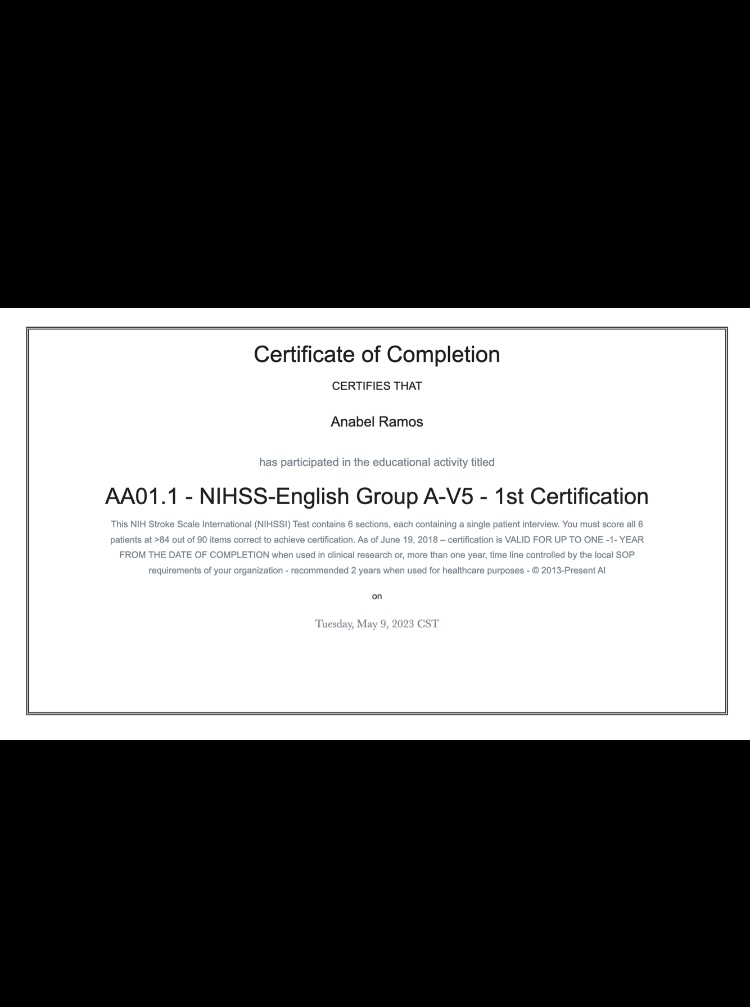 Certificate of Completion
CERTIFIES THAT
Anabel Ramos
has participated in the educational activity titled
AA01.1 - NIHSS-English Group A-V5 - 1st Certification
This NIH Stroke Scale International (NIHSSI) Test contains 6 sections, each containing a single patient interview. You must score all 6
patients at >84 out of 90 items correct to achieve certification. As of June 19, 2018 – certification is VALID FOR UP TO ONE -1- YEAR
FROM THE DATE OF COMPLETION when used in clinical research or, more than one year, time line controlled by the local SOP
requirements of your organization - recommended 2 years when used for healthcare purposes - © 2013-Present AI
on
Tuesday, May 9, 2023 CST